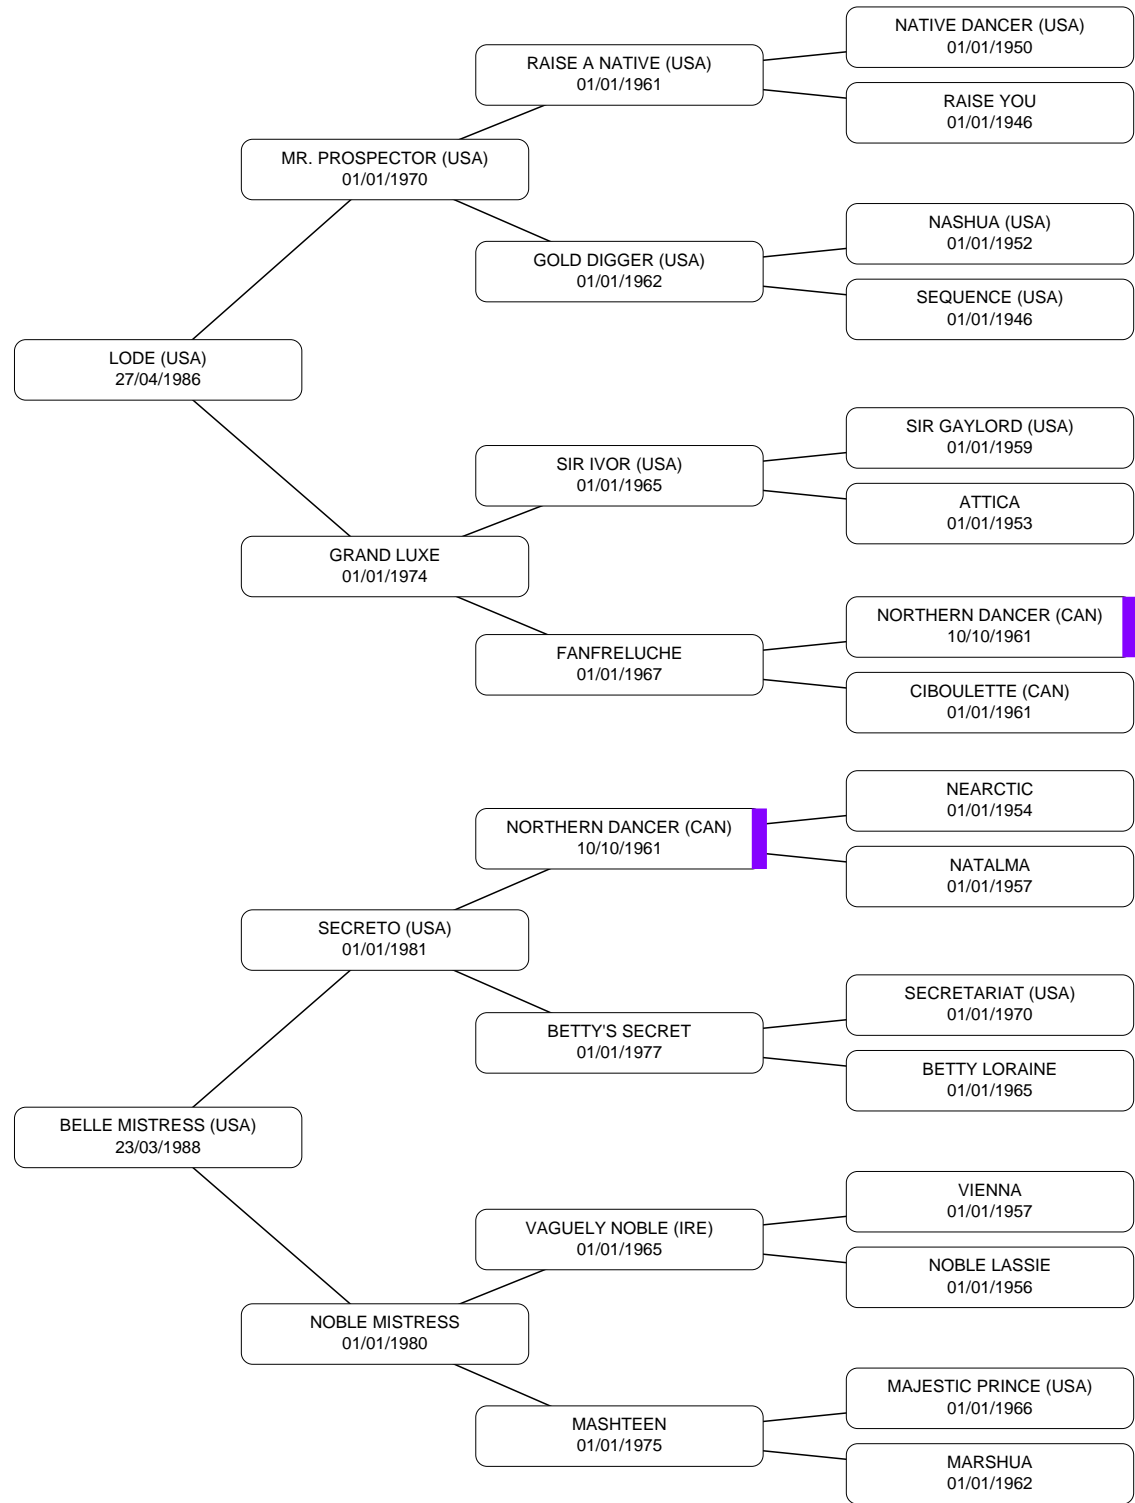 NATIVE DANCER (USA)
01/01/1950
RAISE A NATIVE (USA)
01/01/1961
RAISE YOU
01/01/1946
MR. PROSPECTOR (USA)
01/01/1970
NASHUA (USA)
01/01/1952
GOLD DIGGER (USA)
01/01/1962
SEQUENCE (USA)
01/01/1946
LODE (USA)
27/04/1986
SIR GAYLORD (USA)
01/01/1959
SIR IVOR (USA)
01/01/1965
ATTICA
01/01/1953
GRAND LUXE
01/01/1974
NORTHERN DANCER (CAN)
10/10/1961
FANFRELUCHE
01/01/1967
CIBOULETTE (CAN)
01/01/1961
NEARCTIC
01/01/1954
NORTHERN DANCER (CAN)
10/10/1961
NATALMA
01/01/1957
SECRETO (USA)
01/01/1981
SECRETARIAT (USA)
01/01/1970
BETTY'S SECRET
01/01/1977
BETTY LORAINE
01/01/1965
BELLE MISTRESS (USA)
23/03/1988
VIENNA
01/01/1957
VAGUELY NOBLE (IRE)
01/01/1965
NOBLE LASSIE
01/01/1956
NOBLE MISTRESS
01/01/1980
MAJESTIC PRINCE (USA)
01/01/1966
MASHTEEN
01/01/1975
MARSHUA
01/01/1962